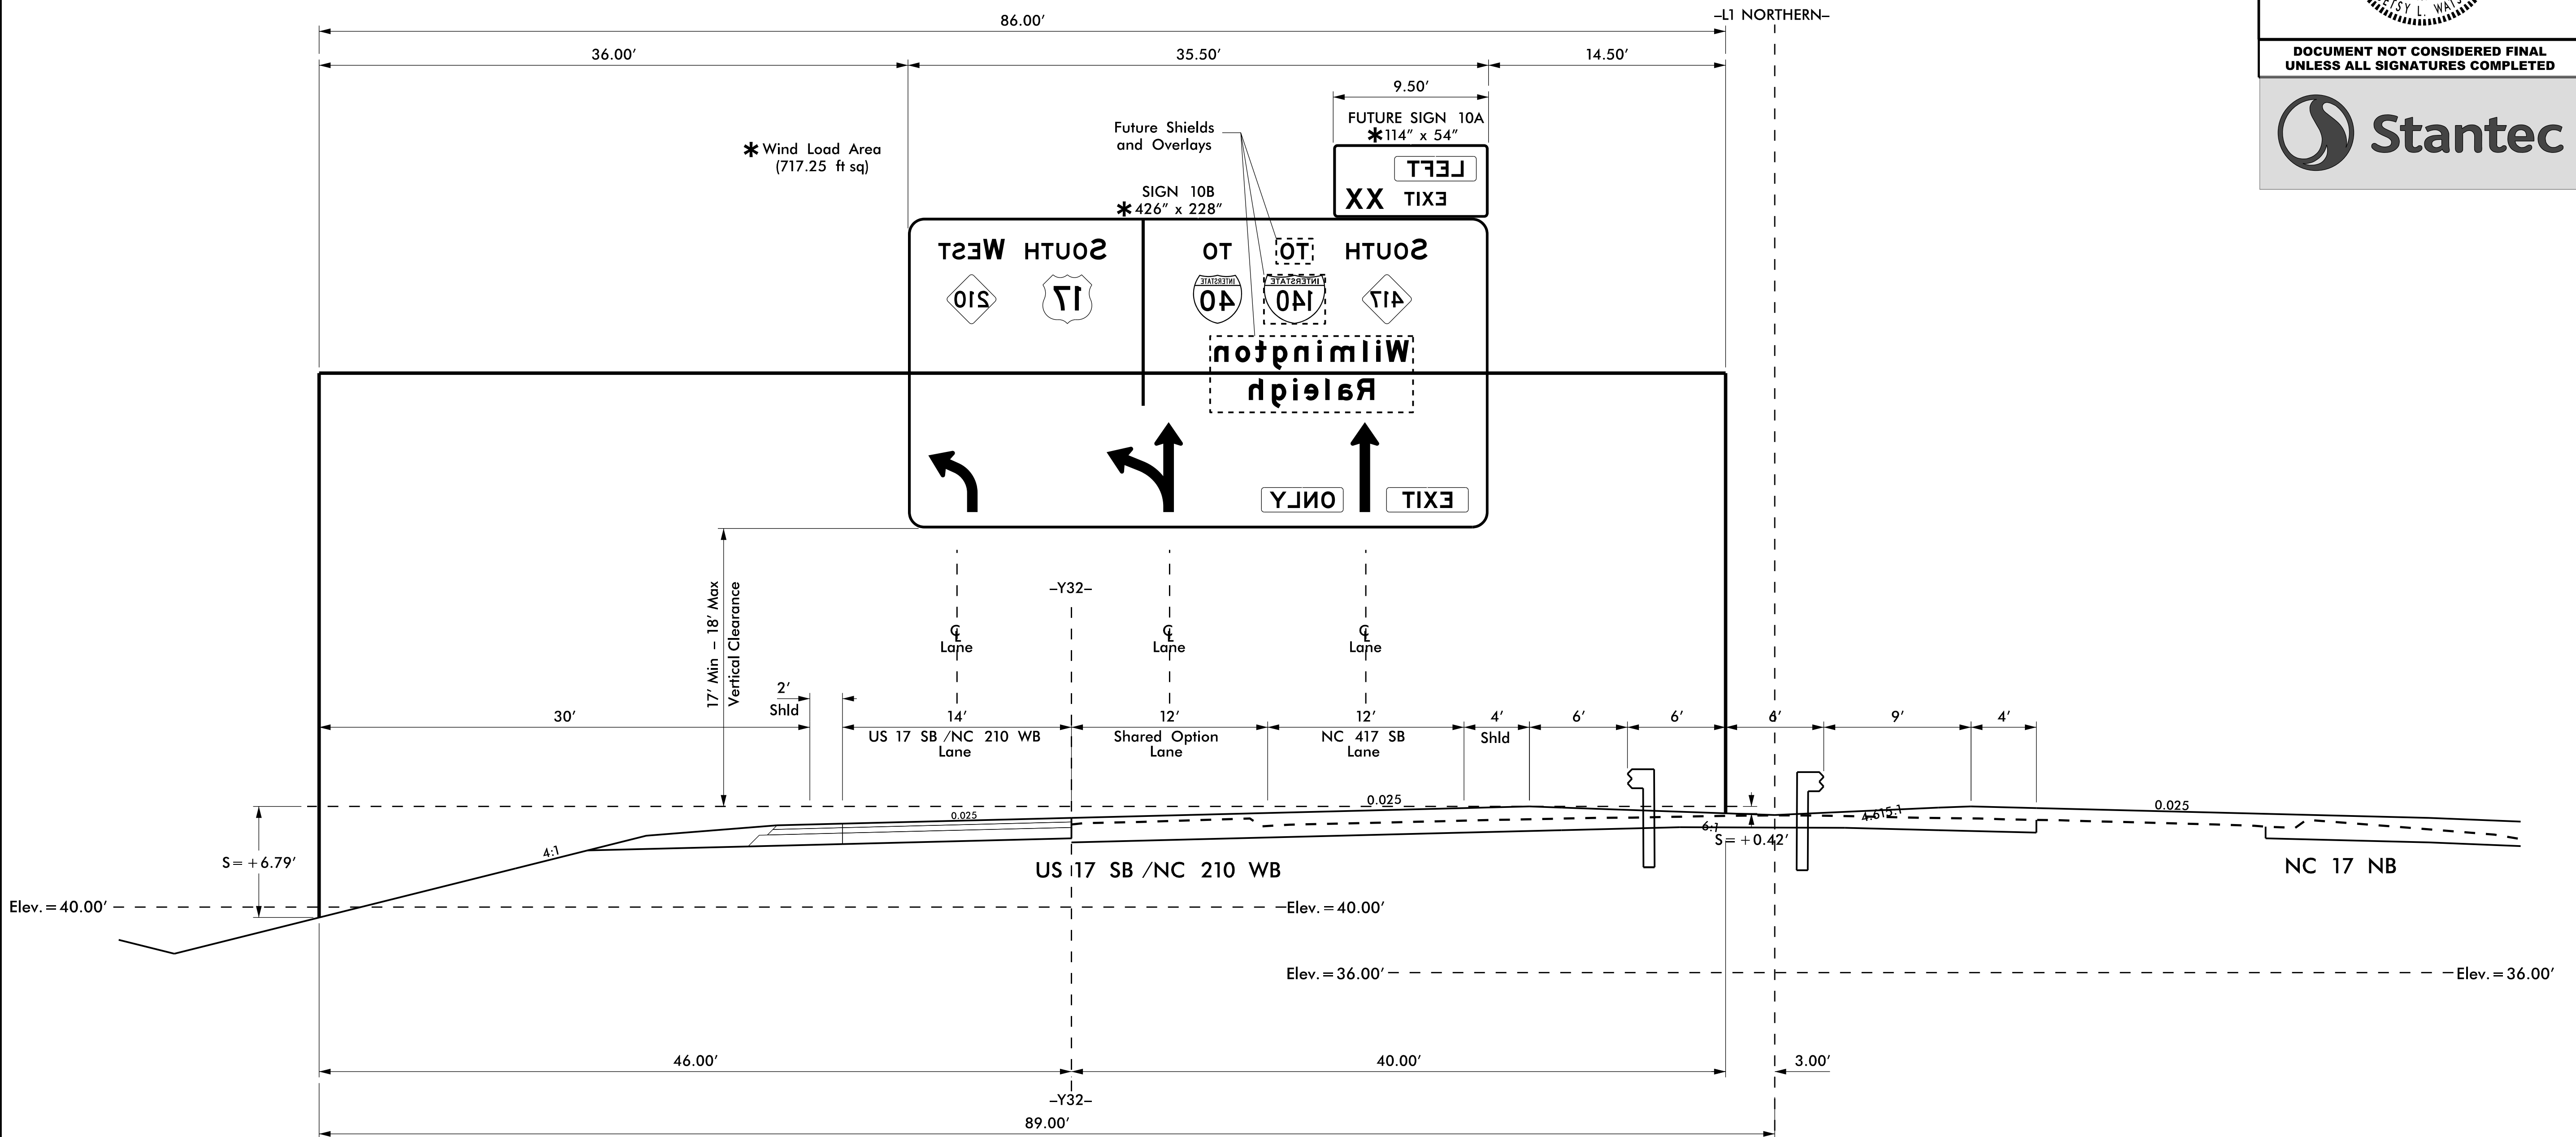 86.00'
–L1 NORTHERN–
36.00'
35.50'
14.50'
9.50'
FUTURE SIGN 10A
✱114" x 54"
Future Shields
and Overlays
✱Wind Load Area
(717.25 ft sq)
SIGN 10B
✱426" x 228"
LEFT
EXIT XX
WEST SOUTH
TO TO SOUTH
210 17
INTERSTATE 40
INTERSTATE 140
417
Wilmington
Raleigh
ONLY EXIT
DOCUMENT NOT CONSIDERED FINAL
UNLESS ALL SIGNATURES COMPLETED
Stantec
17' Min – 18' Max
Vertical Clearance
–Y32–
℄
Lane
℄
Lane
℄
Lane
2'
Shld
30'
14'
US 17 SB /NC 210 WB
Lane
12'
Shared Option
Lane
12'
NC 417 SB
Lane
4'
Shld
6'
6'
6'
9'
4'
0.025
0.025
4.615:1
0.025
6:1
S=+0.42'
4:1
S=+6.79'
US 17 SB /NC 210 WB
NC 17 NB
Elev.=40.00'
Elev.=40.00'
Elev.=36.00'
Elev.=36.00'
46.00'
40.00'
3.00'
–Y32–
89.00'